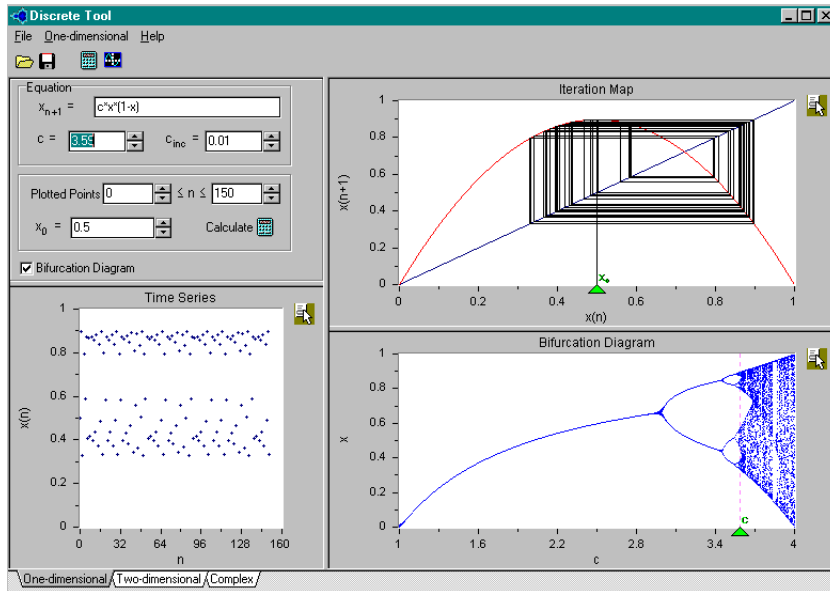 Discrete Tool
File One-dimensional Help
Equation
xn+1 = c*x*(1-x)
c = 3.59 cinc = 0.01
Plotted Points 0 ≤ n ≤ 150
x0 = 0.5 Calculate
Bifurcation Diagram
Time Series
x(n)
1
0.8
0.6
0.4
0.2
0
0 32 64 96 128 160
n
Iteration Map
x(n+1)
1
0.8
0.6
0.4
0.2
0
x0
0 0.2 0.4 0.6 0.8 1
x(n)
Bifurcation Diagram
x
1
0.8
0.6
0.4
0.2
0
c
1 1.6 2.2 2.8 3.4 4
c
One-dimensional Two-dimensional Complex